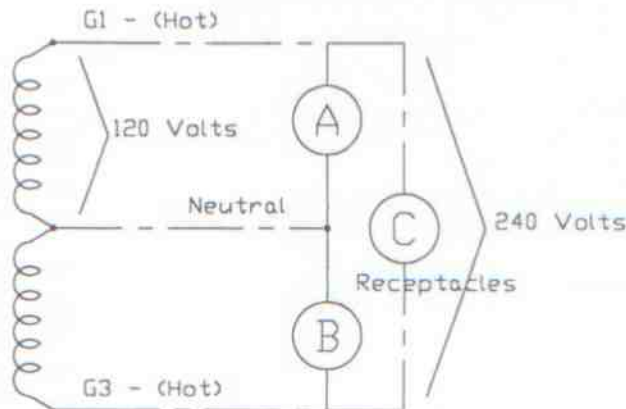 G1 - (Hot)
A
120 Volts
Neutral
C
240 Volts
Receptacles
B
G3 - (Hot)